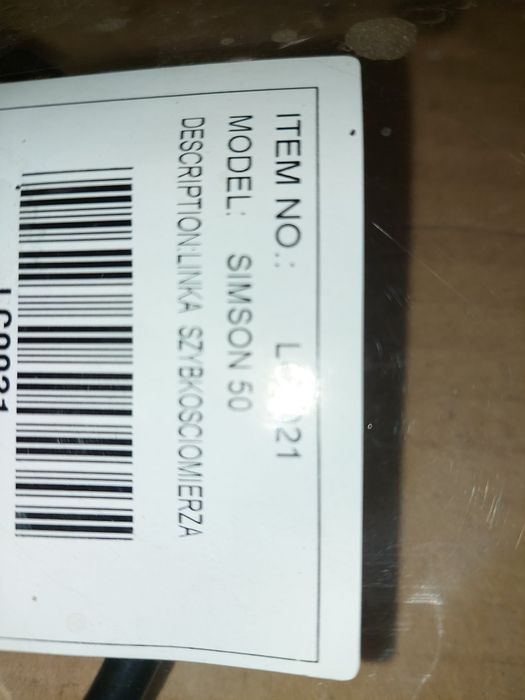 ITEM NO.:
MODEL: SIMSON 50
DESCRIPTION:LINKA SZYBKOSCIOMIERZA